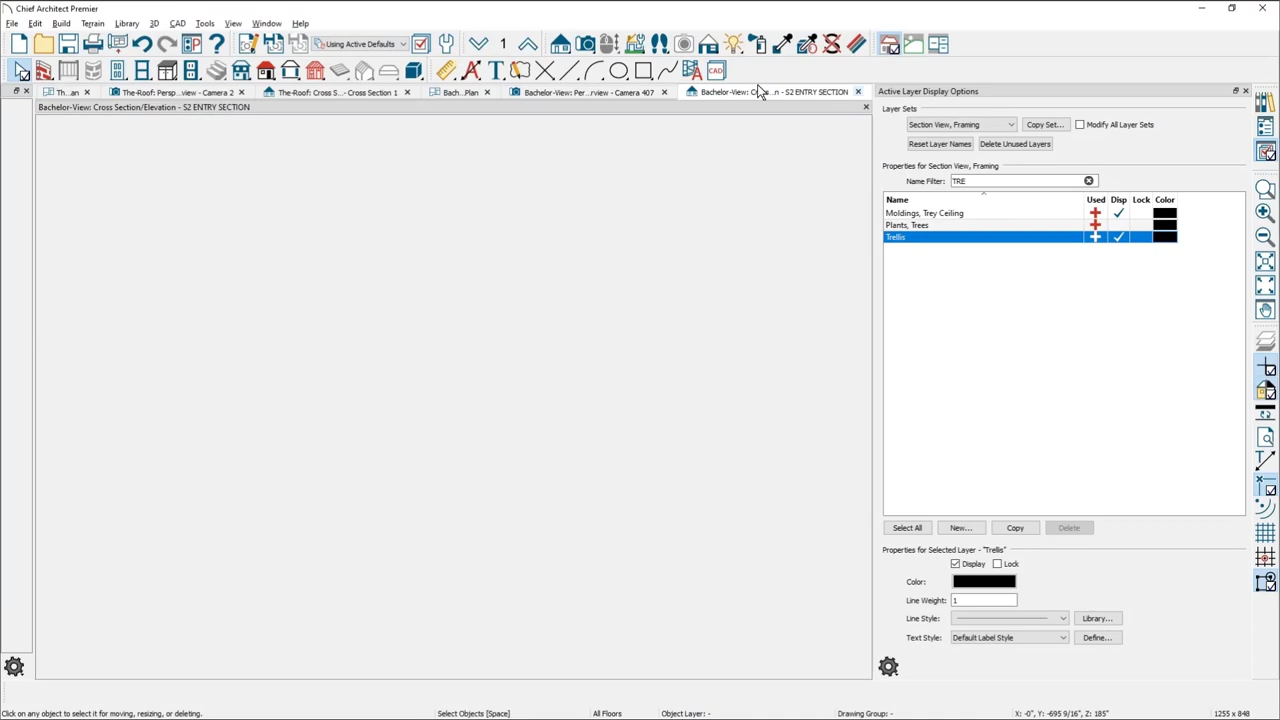 Chief Architect Premier
File Edit Build Terrain Library 3D CAD Tools View Window Help
Using Active Defaults 1
A T CAD
Th...an The-Roof: Persp...view - Camera 2 The-Roof: Cross S...- Cross Section 1 Bach...Plan Bachelor-View: Per...rview - Camera 407 Bachelor-View: C n - S2 ENTRY SECTION
Active Layer Display Options
Bachelor-View: Cross Section/Elevation - S2 ENTRY SECTION
Layer Sets
Section View, Framing Copy Set... Modify All Layer Sets
Reset Layer Names Delete Unused Layers
Properties for Section View, Framing
Name Filter: TRE
Name Used Disp Lock Color
Moldings, Trey Ceiling
Plants, Trees
Trellis
Select All New... Copy Delete
Properties for Selected Layer - "Trellis"
Display Lock
Color:
Line Weight: 1
Line Style: Library...
Text Style: Default Label Style Define...
Click on any object to select it for moving, resizing, or deleting. Select Objects [Space] All Floors Object Layer: - Drawing Group: - X: -0", Y: -695 9/16", Z: 185" 1255 x 848